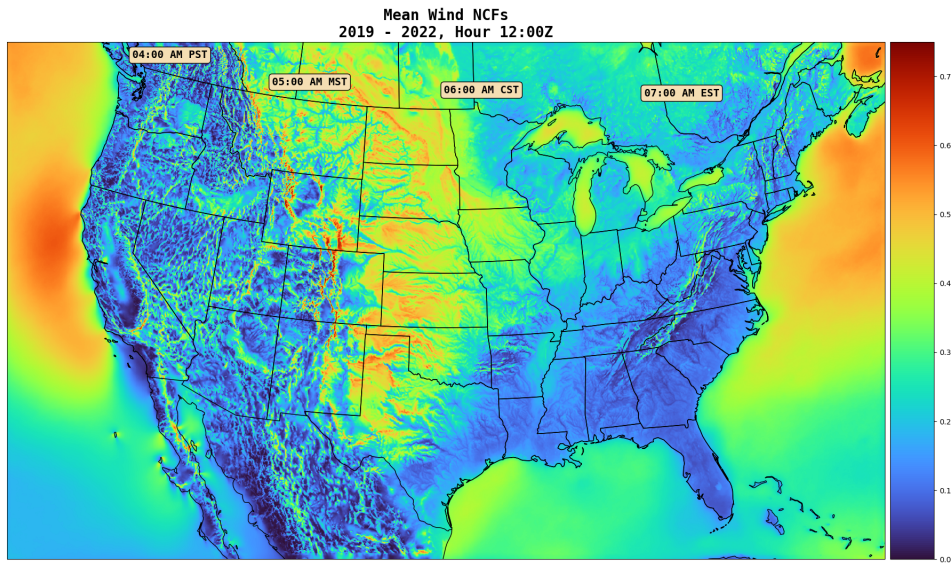 Mean Wind NCFs
2019 - 2022, Hour 12:00Z
04:00 AM PST
05:00 AM MST
06:00 AM CST
07:00 AM EST
0.7
0.6
0.5
0.4
0.3
0.2
0.1
0.0